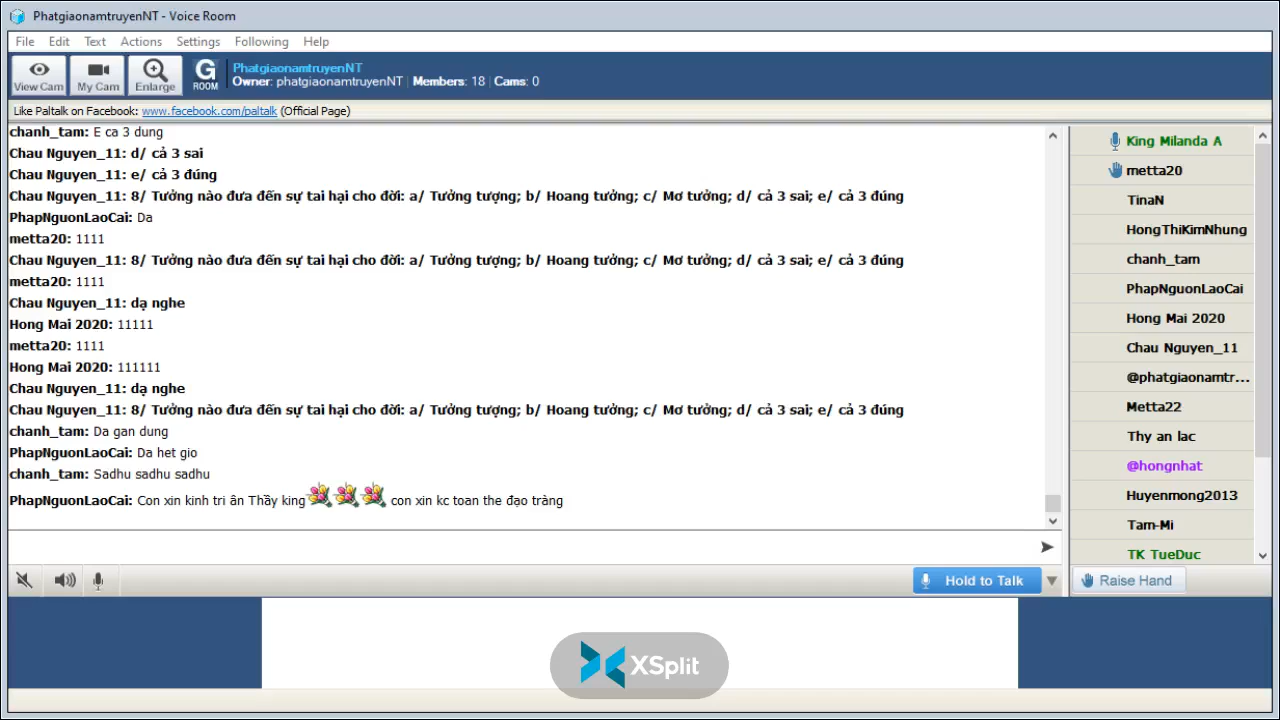 PhatgiaonamtruyenNT - Voice Room
File Edit Text Actions Settings Following Help
View Cam My Cam Enlarge G ROOM
PhatgiaonamtruyenNT
Owner: phatgiaonamtruyenNT Members: 18 Cams: 0
Like Paltalk on Facebook: www.facebook.com/paltalk (Official Page)
chanh_tam: E ca 3 dung
Chau Nguyen_11: d/ cả 3 sai
Chau Nguyen_11: e/ cả 3 đúng
Chau Nguyen_11: 8/ Tưởng nào đưa đến sự tai hại cho đời: a/ Tưởng tượng; b/ Hoang tưởng; c/ Mơ tưởng; d/ cả 3 sai; e/ cả 3 đúng
PhapNguonLaoCai: Da
metta20: 1111
Chau Nguyen_11: 8/ Tưởng nào đưa đến sự tai hại cho đời: a/ Tưởng tượng; b/ Hoang tưởng; c/ Mơ tưởng; d/ cả 3 sai; e/ cả 3 đúng
metta20: 1111
Chau Nguyen_11: dạ nghe
Hong Mai 2020: 11111
metta20: 1111
Hong Mai 2020: 111111
Chau Nguyen_11: dạ nghe
Chau Nguyen_11: 8/ Tưởng nào đưa đến sự tai hại cho đời: a/ Tưởng tượng; b/ Hoang tưởng; c/ Mơ tưởng; d/ cả 3 sai; e/ cả 3 đúng
chanh_tam: Da gan dung
PhapNguonLaoCai: Da het gio
chanh_tam: Sadhu sadhu sadhu
PhapNguonLaoCai: Con xin kinh tri ân Thầy king con xin kc toan the đạo tràng
King Milanda A
metta20
TinaN
HongThiKimNhung
chanh_tam
PhapNguonLaoCai
Hong Mai 2020
Chau Nguyen_11
@phatgiaonamtr...
Metta22
Thy an lac
@hongnhat
Huyenmong2013
Tam-Mi
TK TueDuc
Hold to Talk
Raise Hand
XSplit